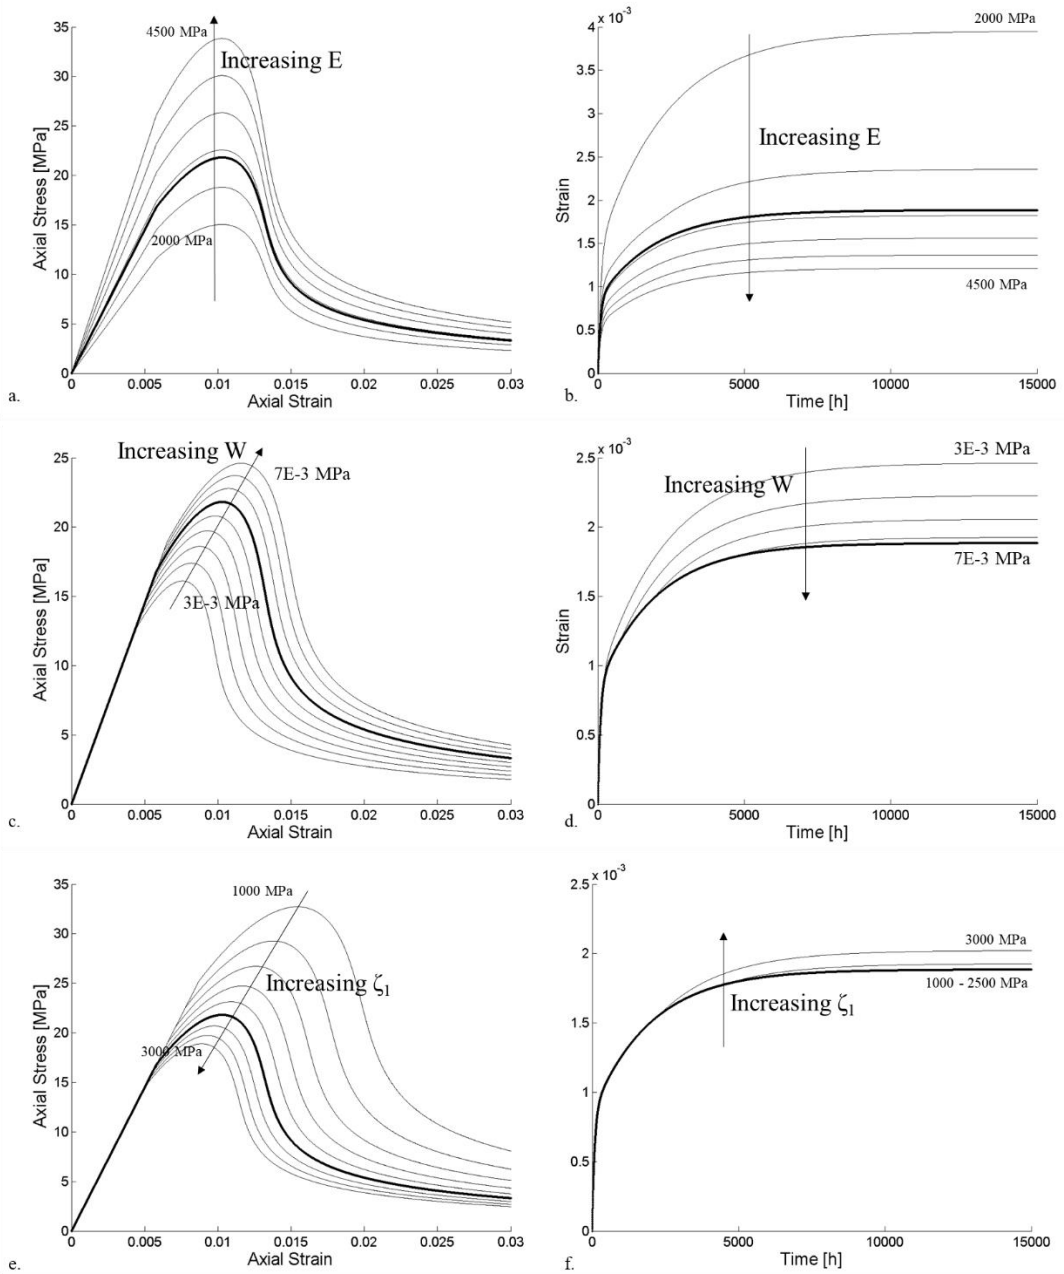 35
30
25
20
15
10
5
0
Axial Stress [MPa]
4500 MPa
Increasing E
2000 MPa
0 0.005 0.01 0.015 0.02 0.025 0.03
Axial Strain
a.
x 10⁻³
4
3.5
3
2.5
2
1.5
1
0.5
0
Strain
2000 MPa
Increasing E
4500 MPa
0 5000 10000 15000
Time [h]
b.
25
20
15
10
5
0
Axial Stress [MPa]
Increasing W
7E-3 MPa
3E-3 MPa
0 0.005 0.01 0.015 0.02 0.025 0.03
Axial Strain
c.
x 10⁻³
2.5
2
1.5
1
0.5
0
Strain
3E-3 MPa
Increasing W
7E-3 MPa
0 5000 10000 15000
Time [h]
d.
35
30
25
20
15
10
5
0
Axial Stress [MPa]
1000 MPa
Increasing ζ₁
3000 MPa
0 0.005 0.01 0.015 0.02 0.025 0.03
Axial Strain
e.
x 10⁻³
2.5
2
1.5
1
0.5
0
3000 MPa
1000 - 2500 MPa
Increasing ζ₁
0 5000 10000 15000
Time [h]
f.